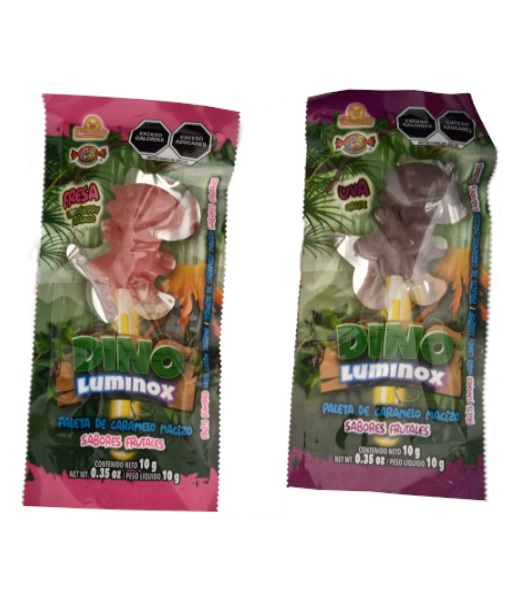 EXCESO
CALORÍAS
EXCESO
AZÚCARES
FRESA
DINO
LUMINOX
PALETA DE CARAMELO MACIZO
SABORES FRUTALES
CONTENIDO NETO 10 g
NET WT. 0.35 oz / PESO LÍQUIDO 10 g
EXCESO
CALORÍAS
EXCESO
AZÚCARES
UVA
DINO
LUMINOX
PALETA DE CARAMELO MACIZO
SABORES FRUTALES
CONTENIDO NETO 10 g
NET WT. 0.35 oz / PESO LÍQUIDO 10 g